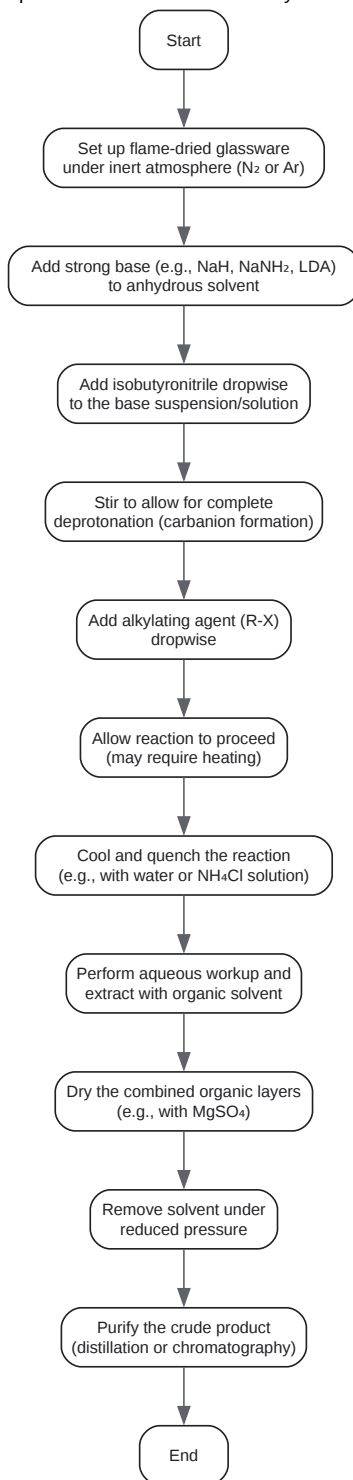 Start
Set up flame-dried glassware
under inert atmosphere (N₂ or Ar)
Add strong base (e.g., NaH, NaNH₂, LDA)
to anhydrous solvent
Add isobutyronitrile dropwise
to the base suspension/solution
Stir to allow for complete
deprotonation (carbanion formation)
Add alkylating agent (R-X)
dropwise
Allow reaction to proceed
(may require heating)
Cool and quench the reaction
(e.g., with water or NH₄Cl solution)
Perform aqueous workup and
extract with organic solvent
Dry the combined organic layers
(e.g., with MgSO₄)
Remove solvent under
reduced pressure
Purify the crude product
(distillation or chromatography)
End